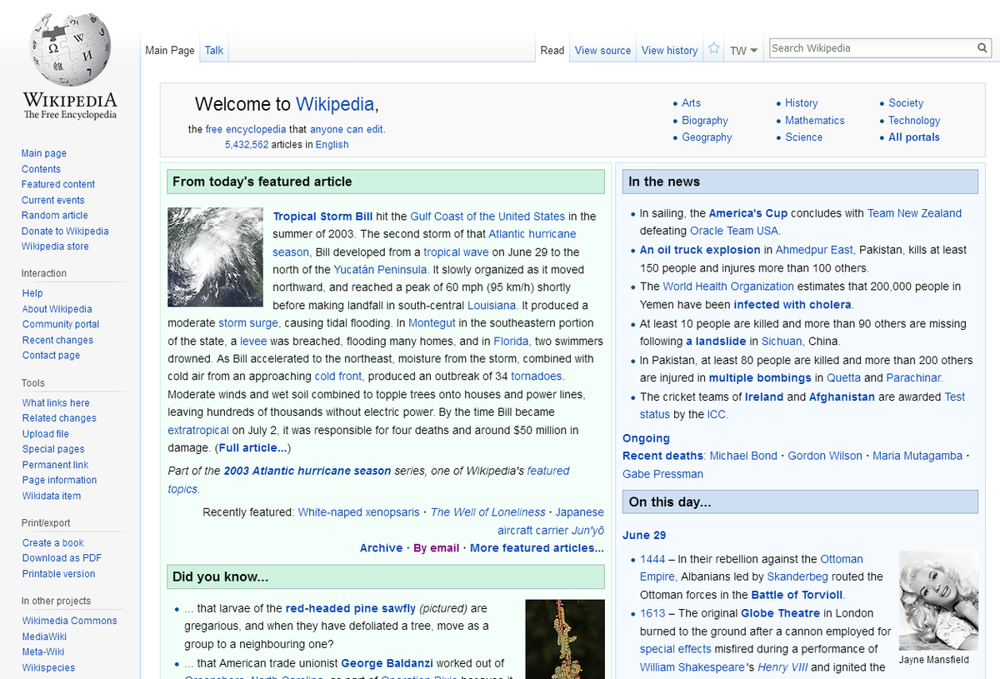 WIKIPEDIA
The Free Encyclopedia
Main page
Contents
Featured content
Current events
Random article
Donate to Wikipedia
Wikipedia store
Interaction
Help
About Wikipedia
Community portal
Recent changes
Contact page
Tools
What links here
Related changes
Upload file
Special pages
Permanent link
Page information
Wikidata item
Print/export
Create a book
Download as PDF
Printable version
In other projects
Wikimedia Commons
MediaWiki
Meta-Wiki
Wikispecies
Main Page Talk
Read View source View history TW Search Wikipedia
Welcome to Wikipedia,
the free encyclopedia that anyone can edit.
5,432,562 articles in English
• Arts
• Biography
• Geography
• History
• Mathematics
• Science
• Society
• Technology
• All portals
From today's featured article
Tropical Storm Bill hit the Gulf Coast of the United States in the
summer of 2003. The second storm of that Atlantic hurricane
season, Bill developed from a tropical wave on June 29 to the
north of the Yucatán Peninsula. It slowly organized as it moved
northward, and reached a peak of 60 mph (95 km/h) shortly
before making landfall in south-central Louisiana. It produced a
moderate storm surge, causing tidal flooding. In Montegut in the southeastern portion
of the state, a levee was breached, flooding many homes, and in Florida, two swimmers
drowned. As Bill accelerated to the northeast, moisture from the storm, combined with
cold air from an approaching cold front, produced an outbreak of 34 tornadoes.
Moderate winds and wet soil combined to topple trees onto houses and power lines,
leaving hundreds of thousands without electric power. By the time Bill became
extratropical on July 2, it was responsible for four deaths and around $50 million in
damage. (Full article...)
Part of the 2003 Atlantic hurricane season series, one of Wikipedia's featured
topics.
Recently featured: White-naped xenopsaris · The Well of Loneliness · Japanese
aircraft carrier Jun'yō
Archive · By email · More featured articles...
Did you know...
• ... that larvae of the red-headed pine sawfly (pictured) are
gregarious, and when they have defoliated a tree, move as a
group to a neighbouring one?
• ... that American trade unionist George Baldanzi worked out of
Greensboro, North Carolina, as part of Operation Dixie because it
In the news
• In sailing, the America's Cup concludes with Team New Zealand
defeating Oracle Team USA.
• An oil truck explosion in Ahmedpur East, Pakistan, kills at least
150 people and injures more than 100 others.
• The World Health Organization estimates that 200,000 people in
Yemen have been infected with cholera.
• At least 10 people are killed and more than 90 others are missing
following a landslide in Sichuan, China.
• In Pakistan, at least 80 people are killed and more than 200 others
are injured in multiple bombings in Quetta and Parachinar.
• The cricket teams of Ireland and Afghanistan are awarded Test
status by the ICC.
Ongoing
Recent deaths: Michael Bond · Gordon Wilson · Maria Mutagamba ·
Gabe Pressman
On this day...
June 29
• 1444 – In their rebellion against the Ottoman
Empire, Albanians led by Skanderbeg routed the
Ottoman forces in the Battle of Torvioll.
• 1613 – The original Globe Theatre in London
burned to the ground after a cannon employed for
special effects misfired during a performance of
William Shakespeare's Henry VIII and ignited the
Jayne Mansfield